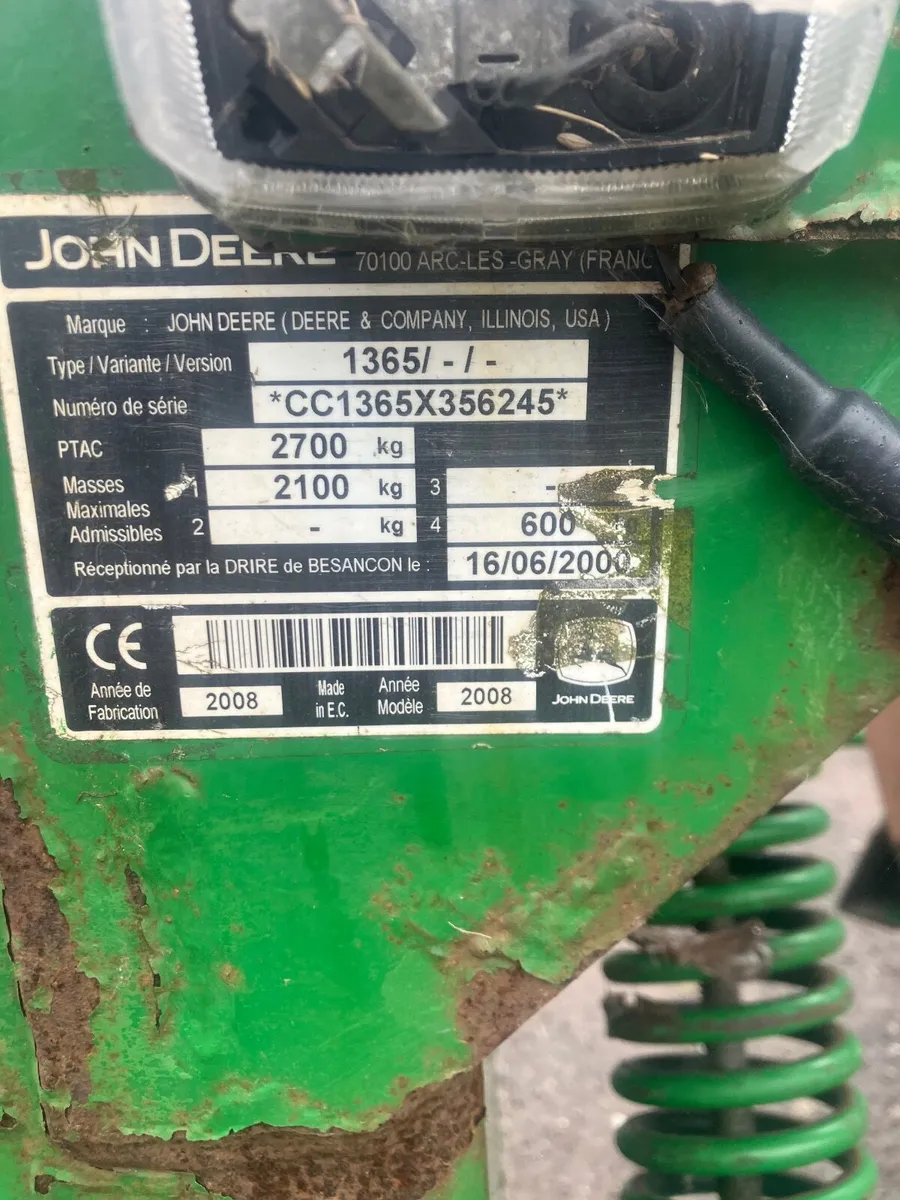 JOHN DEERE 70100 ARC-LES-GRAY (FRANC
Marque : JOHN DEERE ( DEERE & COMPANY, ILLINOIS, USA )
Type / Variante / Version 1365/ - / -
Numéro de série *CC1365X356245*
PTAC 2700 kg
Masses Maximales Admissibles
1 2100 kg 3 -
2 - kg 4 600
Réceptionné par la DRIRE de BESANCON le : 16/06/2000
CE
Année de Fabrication 2008 Made in E.C. Année Modèle 2008 JOHN DEERE